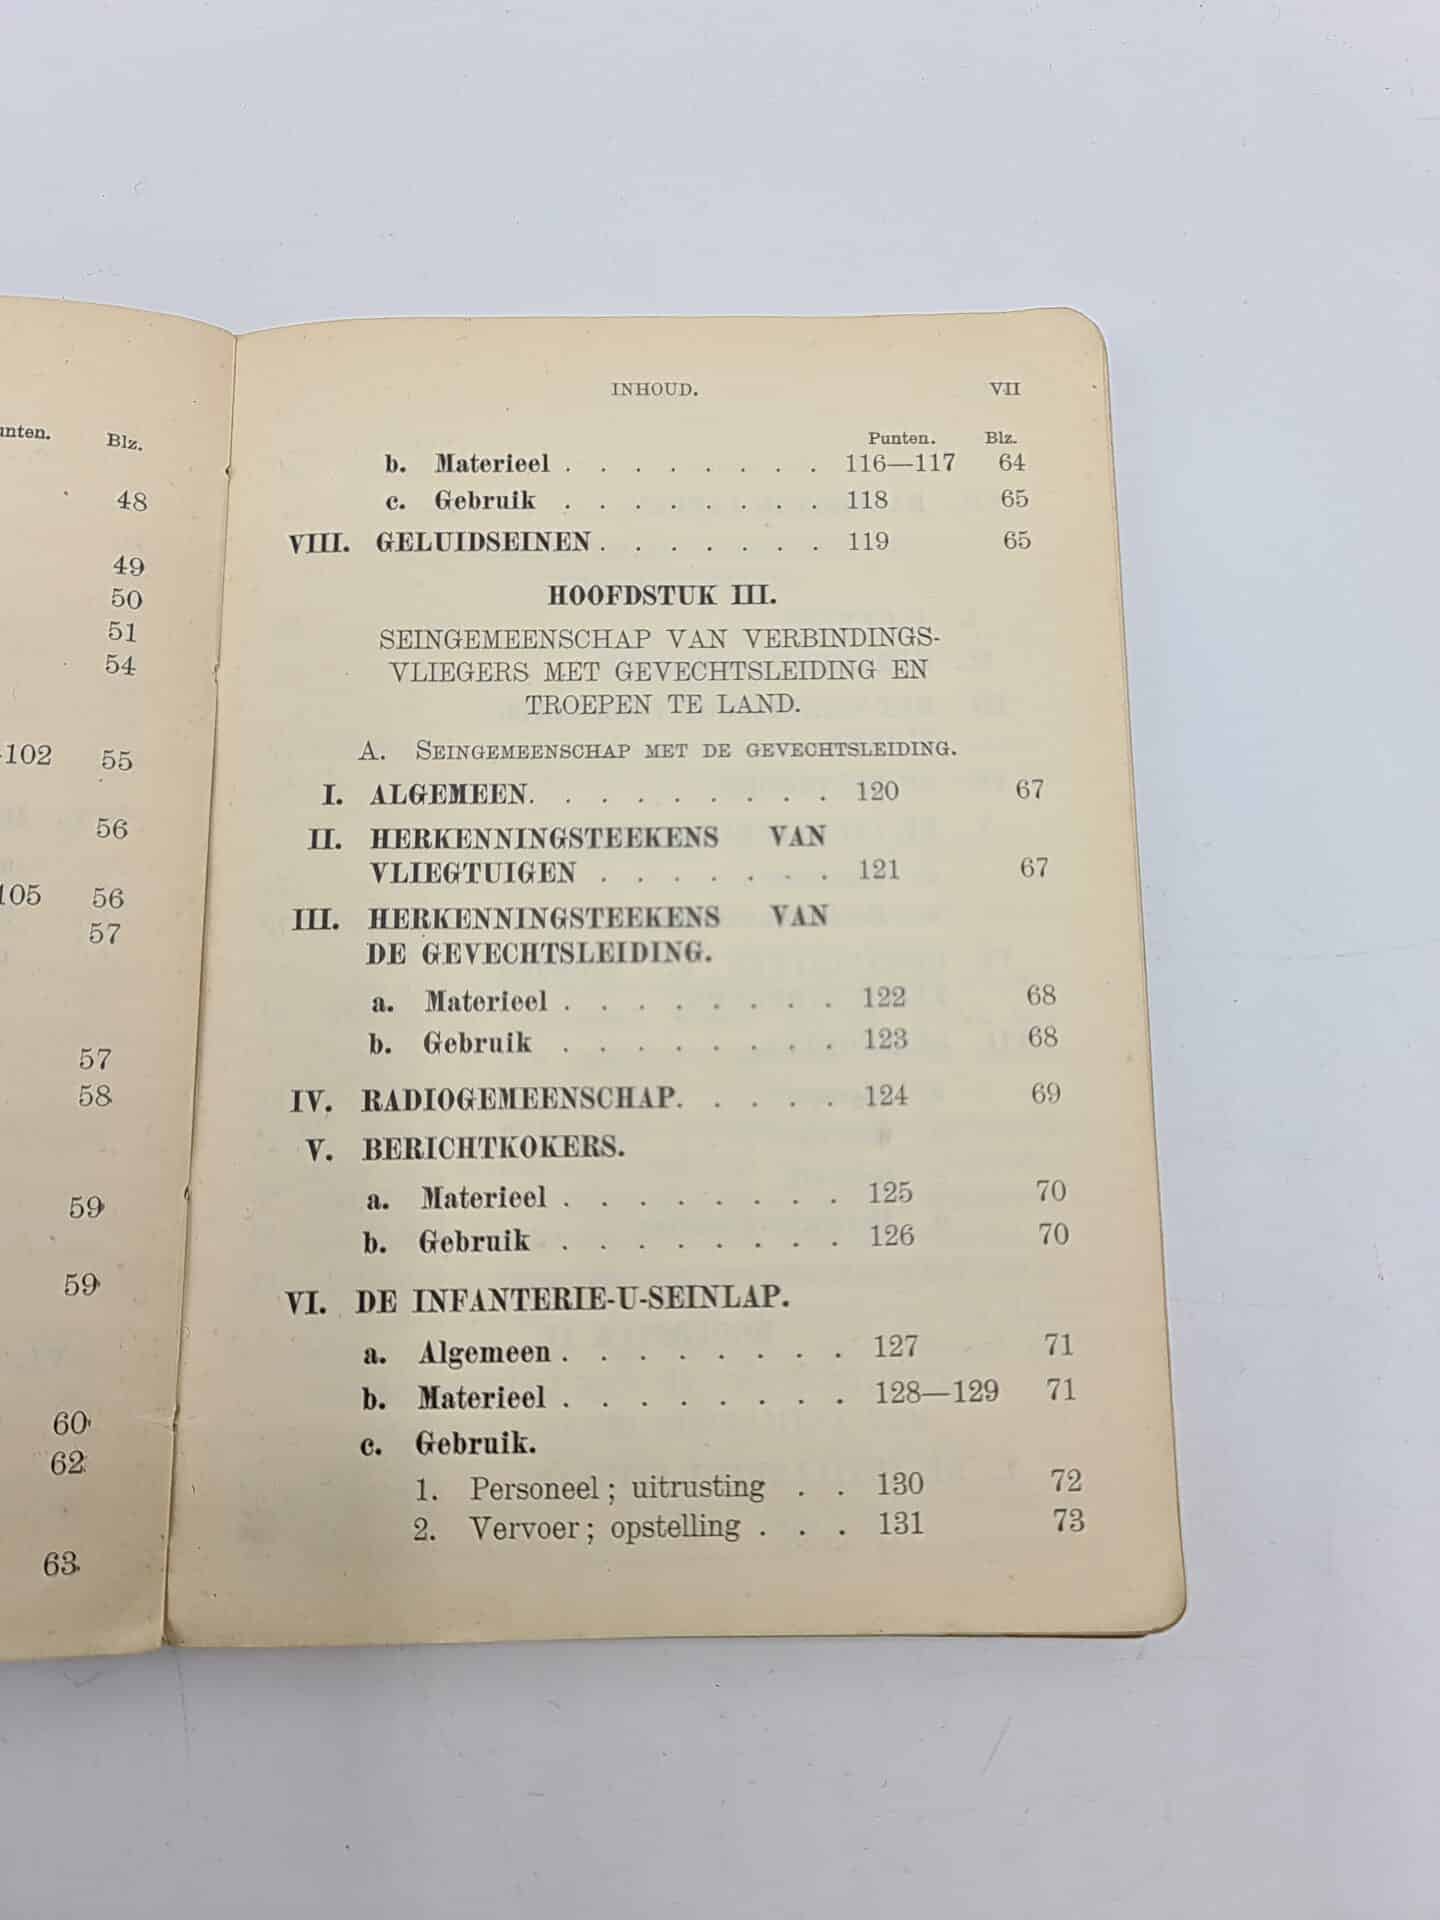 Blz.
48
49
50
51
54
102 55
56
105 56
57
57
58
59
59
60
62
63
INHOUD. VII
Punten. Blz.
b. Materieel . . . . . . . . 116—117 64
c. Gebruik . . . . . . . . 118 65
VIII. GELUIDSEINEN . . . . . . . 119 65
HOOFDSTUK III.
SEINGEMEENSCHAP VAN VERBINDINGS-
VLIEGERS MET GEVECHTSLEIDING EN
TROEPEN TE LAND.
A. SEINGEMEENSCHAP MET DE GEVECHTSLEIDING.
I. ALGEMEEN. . . . . . . . . 120 67
II. HERKENNINGSTEEKENS VAN
VLIEGTUIGEN . . . . . . . 121 67
III. HERKENNINGSTEEKENS VAN
DE GEVECHTSLEIDING.
a. Materieel . . . . . . . . 122 68
b. Gebruik . . . . . . . . 123 68
IV. RADIOGEMEENSCHAP. . . . . 124 69
V. BERICHTKOKERS.
a. Materieel . . . . . . . . 125 70
b. Gebruik . . . . . . . . 126 70
VI. DE INFANTERIE-U-SEINLAP.
a. Algemeen . . . . . . . . 127 71
b. Materieel . . . . . . . . 128—129 71
c. Gebruik.
1. Personeel ; uitrusting . . 130 72
2. Vervoer ; opstelling . . . 131 73